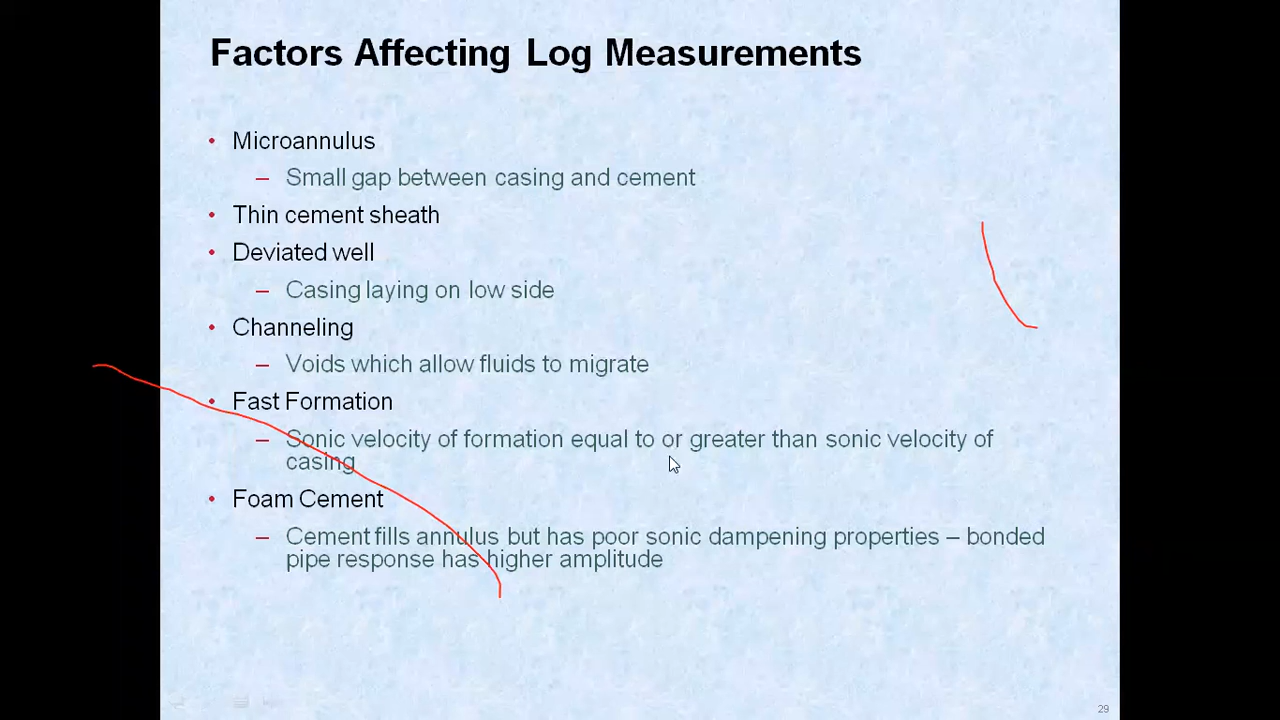 Factors Affecting Log Measurements
• Microannulus
– Small gap between casing and cement
• Thin cement sheath
• Deviated well
– Casing laying on low side
• Channeling
– Voids which allow fluids to migrate
• Fast Formation
– Sonic velocity of formation equal to or greater than sonic velocity of
casing
• Foam Cement
– Cement fills annulus but has poor sonic dampening properties – bonded
pipe response has higher amplitude
29